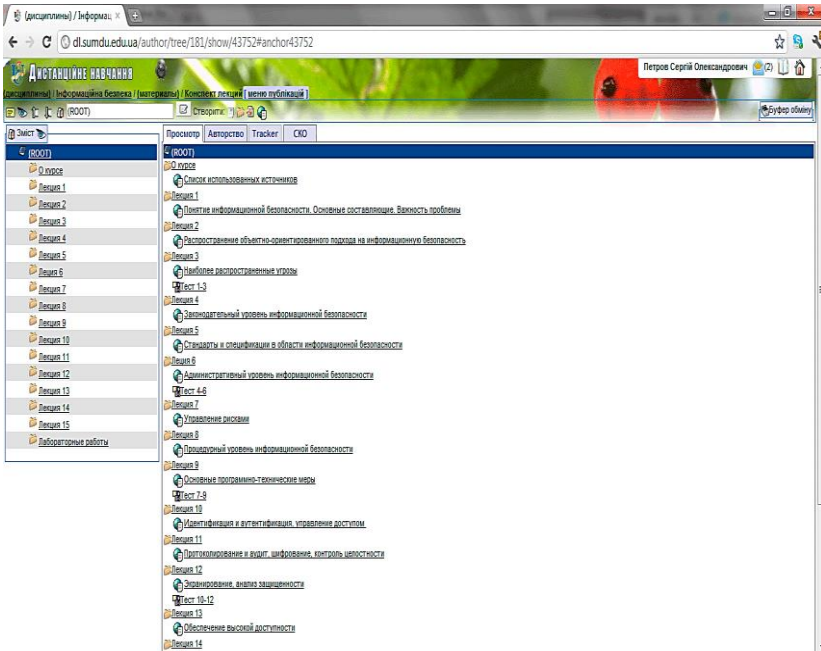 (дисциплины) / Інформац
dl.sumdu.edu.ua/author/tree/181/show/43752#anchor43752
Дистанційне навчання
Петров Сергій Олександрович (2)
(дисциплины) / Інформаційна безпека / (материалы) / Конспект лекций [ меню публікацій ]
(ROOT)
Створити:
Буфер обміну
Зміст
(ROOT)
О курсе
Лекция 1
Лекция 2
Лекция 3
Лекция 4
Лекция 5
Леция 6
Лекция 7
Лекция 8
Лекция 9
Лекция 10
Лекция 11
Лекция 12
Лекция 13
Лекция 14
Лекция 15
Лабораторные работы
Просмотр Авторство Tracker СКО
(ROOT)
О курсе
Список использованных источников
Лекция 1
Понятие информационной безопасности. Основные составляющие. Важность проблемы
Лекция 2
Распространение объектно-ориентированного подхода на информационную безопасность
Лекция 3
Наиболее распространенные угрозы
Тест 1-3
Лекция 4
Законодательный уровень информационной безопасности
Лекция 5
Стандарты и спецификации в области информационной безопасности
Леция 6
Административный уровень информационной безопасности
Тест 4-6
Лекция 7
Управление рисками
Лекция 8
Процедурный уровень информационной безопасности
Лекция 9
Основные программно-технические меры
Тест 7-9
Лекция 10
Идентификация и аутентификация, управление доступом
Лекция 11
Протоколирование и аудит, шифрование, контроль целостности
Лекция 12
Экранирование, анализ защищенности
Тест 10-12
Лекция 13
Обеспечение высокой доступности
Лекция 14